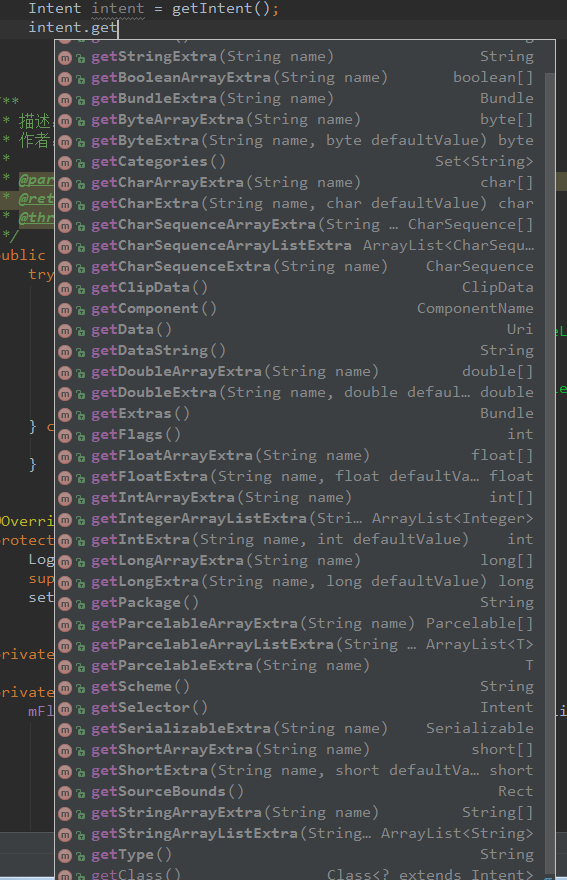 Intent intent = getIntent();
intent.get
getStringExtra(String name) String
getBooleanArrayExtra(String name) boolean[]
/**
getBundleExtra(String name) Bundle
* 描述
getByteArrayExtra(String name) byte[]
* 作者
getByteExtra(String name, byte defaultValue) byte
*
getCategories() Set<String>
* @par
getCharArrayExtra(String name) char[]
* @ret
getCharExtra(String name, char defaultValue) char
* @thr
getCharSequenceArrayExtra(String … CharSequence[]
*/
getCharSequenceArrayListExtra ArrayList<CharSequ…
public
getCharSequenceExtra(String name) CharSequence
try
getClipData() ClipData
getComponent() ComponentName
getData() Uri
eL
getDataString() String
getDoubleArrayExtra(String name) double[]
getDoubleExtra(String name, double defaul… double
le
getExtras() Bundle
} c
getFlags() int
getFloatArrayExtra(String name) float[]
}
getFloatExtra(String name, float defaultVa… float
getIntArrayExtra(String name) int[]
getIntegerArrayListExtra(Stri… ArrayList<Integer>
Overri
getIntExtra(String name, int defaultValue) int
protect
getLongArrayExtra(String name) long[]
Log
getLongExtra(String name, long defaultValue) long
sup
getPackage() String
set
getParcelableArrayExtra(String name) Parcelable[]
getParcelableArrayListExtra(String … ArrayList<T>
rivate
getParcelableExtra(String name) T
getScheme() String
rivate
getSelector() Intent
mFl
li
getSerializableExtra(String name) Serializable
getShortArrayExtra(String name) short[]
getShortExtra(String name, short defaultVa… short
getSourceBounds() Rect
getStringArrayExtra(String name) String[]
getStringArrayListExtra(String… ArrayList<String>
getType() String
getClass() Class<? extends Intent>